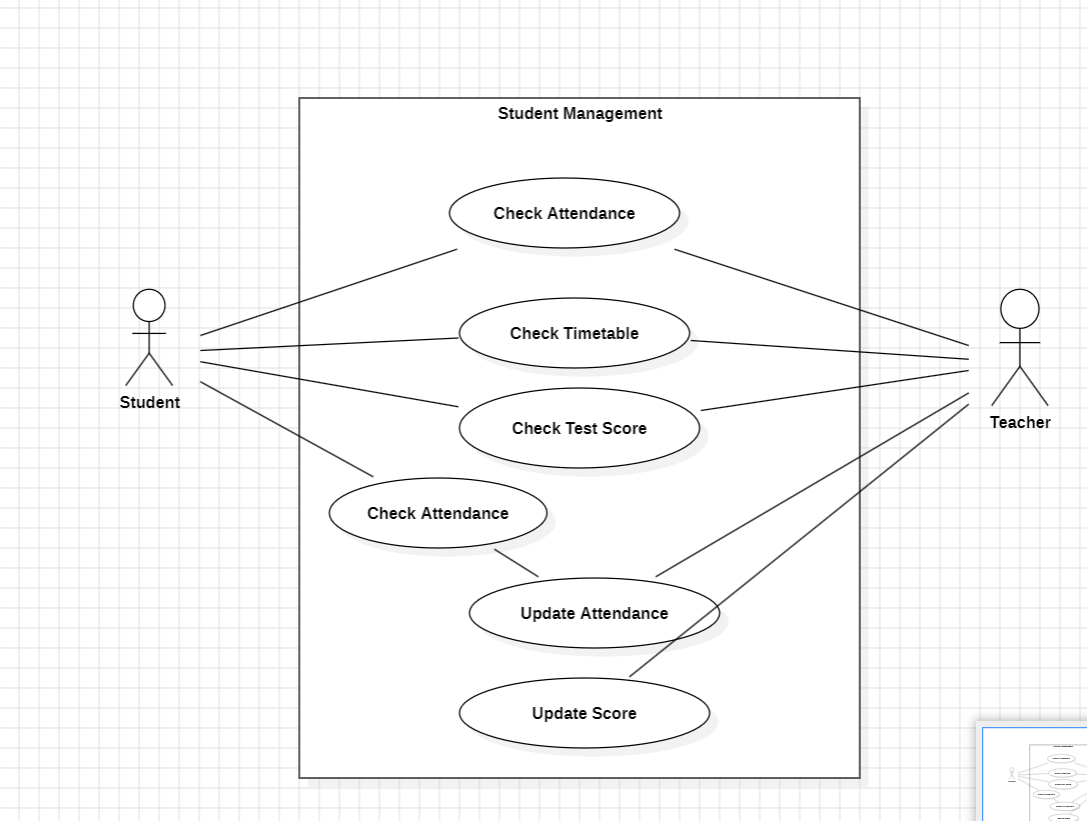 Student Management
Check Attendance
Check Timetable
Student
Check Test Score
Teacher
Check Attendance
Update Attendance
Update Score